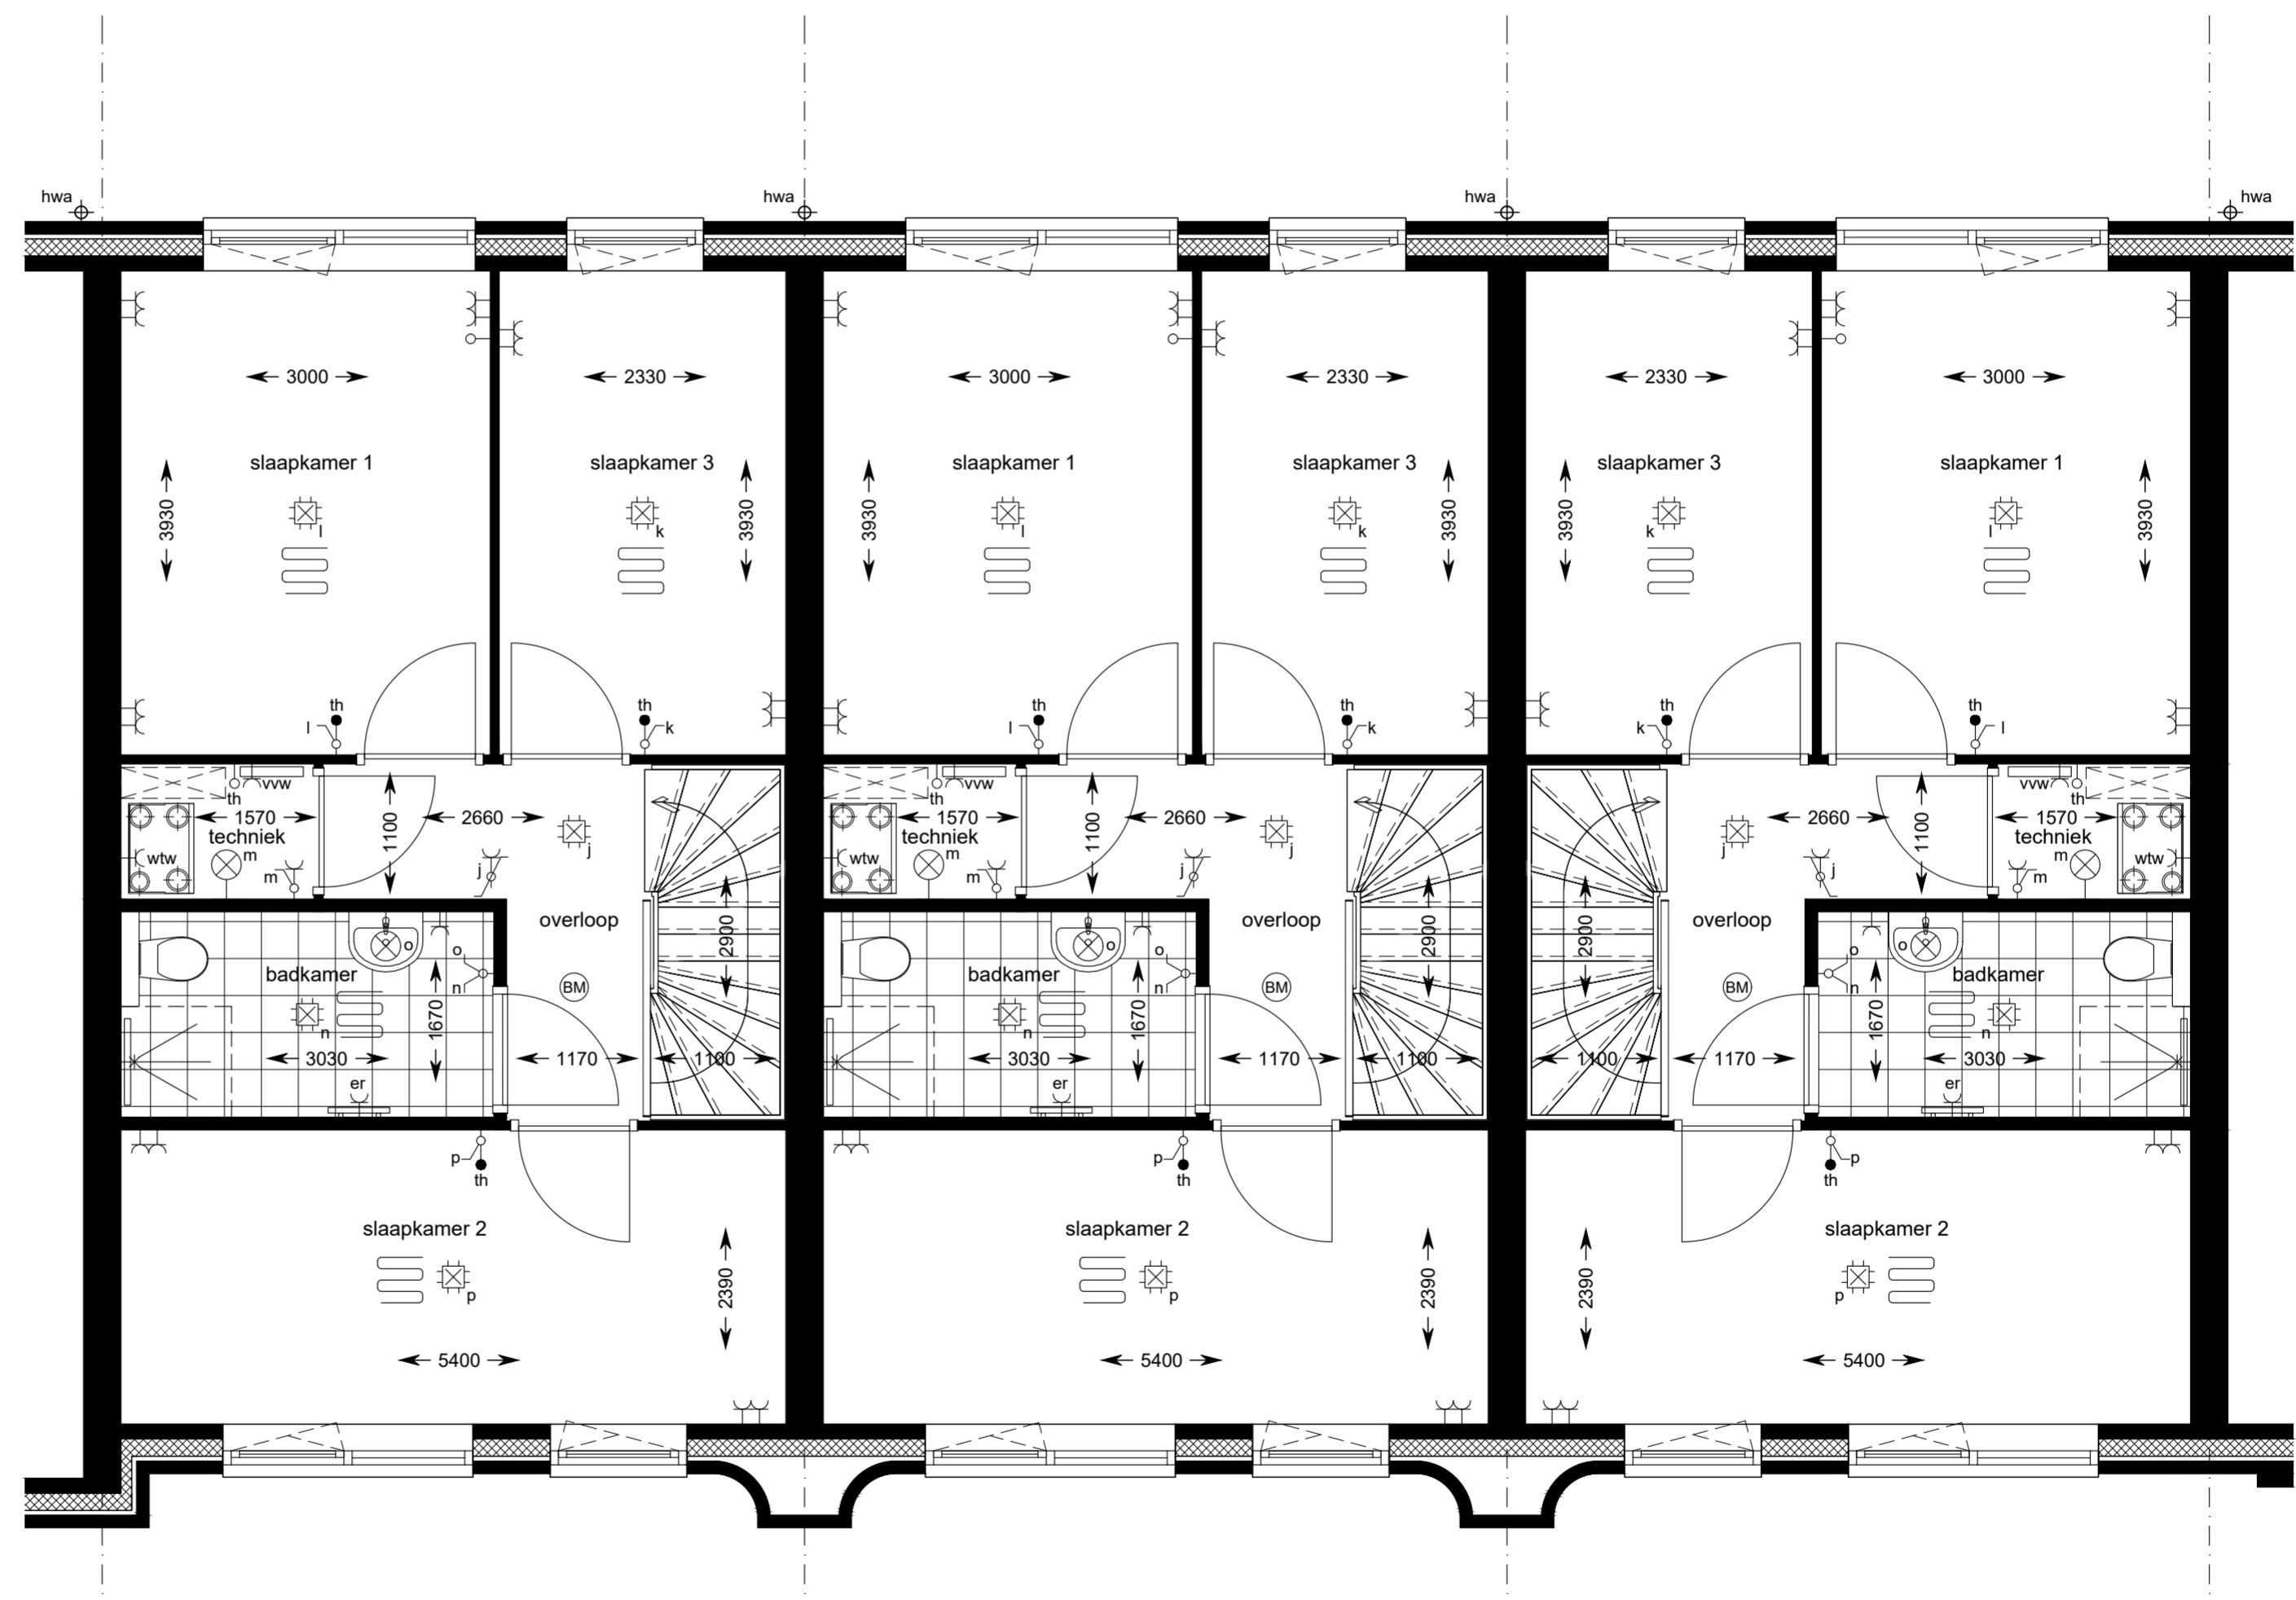 hwa hwa hwa hwa
3000 2330 3000 2330 2330 3000
slaapkamer 1 slaapkamer 3 slaapkamer 1 slaapkamer 3 slaapkamer 3 slaapkamer 1
3930 3930 3930 3930 3930 3930
l k l k k l
th th th th th th
l k l k k l
vvw vvw vvw
th th th
1570 1100 2660 1570 1100 2660 2660 1100 1570
techniek techniek techniek
wtw m m j j wtw m m j j j j m m wtw
overloop overloop overloop
2900 2900 2900
o o o o o o
badkamer n badkamer n n badkamer
BM BM BM
n 1670 n 1670 1670 n
3030 1170 1100 3030 1170 1100 1100 1170 3030
er er er
p p p
th th th
slaapkamer 2 slaapkamer 2 slaapkamer 2
p 2390 p 2390 2390 p
5400 5400 5400